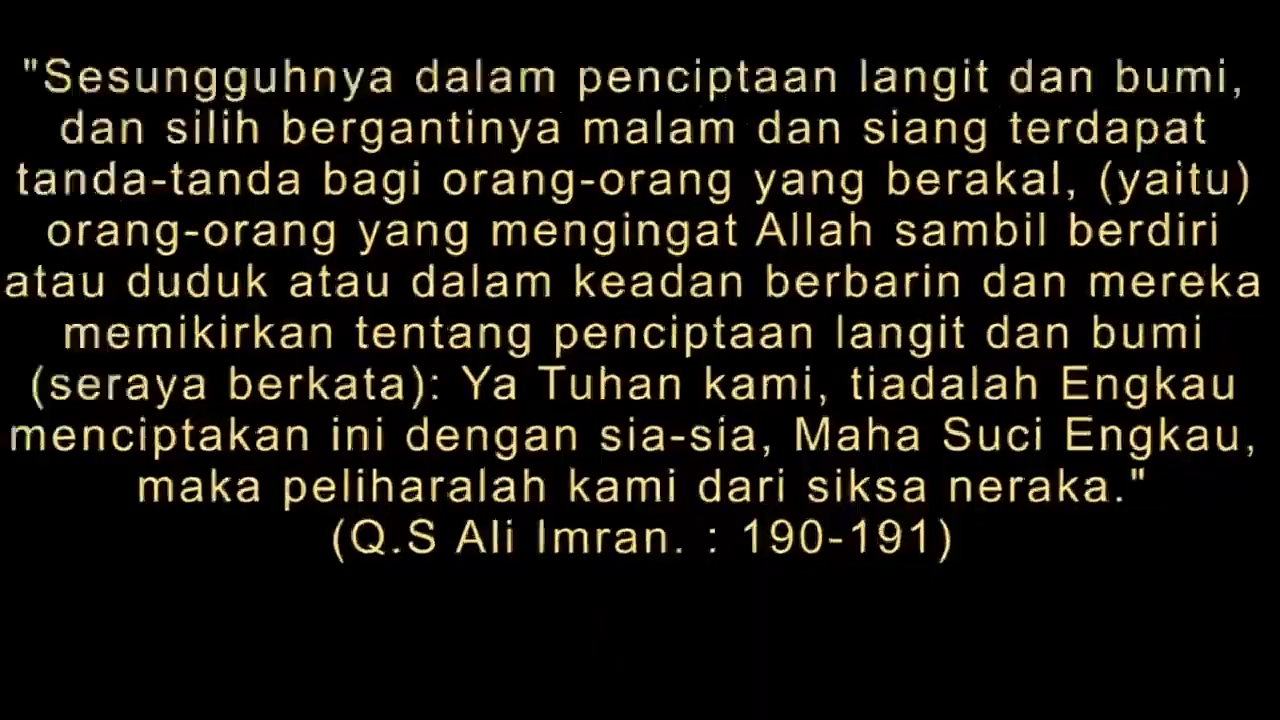 "Sesungguhnya dalam penciptaan langit dan bumi,
dan silih bergantinya malam dan siang terdapat
tanda-tanda bagi orang-orang yang berakal, (yaitu)
orang-orang yang mengingat Allah sambil berdiri
atau duduk atau dalam keadan berbarin dan mereka
memikirkan tentang penciptaan langit dan bumi
(seraya berkata): Ya Tuhan kami, tiadalah Engkau
menciptakan ini dengan sia-sia, Maha Suci Engkau,
maka peliharalah kami dari siksa neraka."
(Q.S Ali Imran. : 190-191)